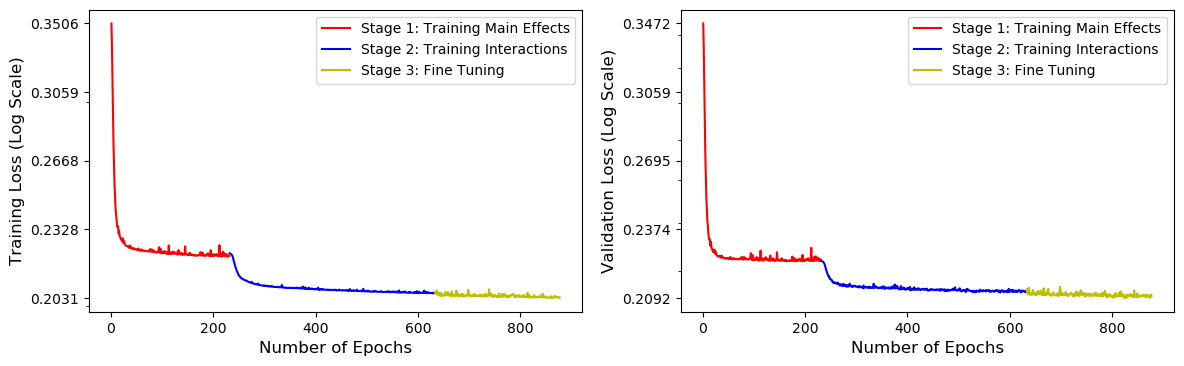 Training Loss (Log Scale)
0.3506
0.3059
0.2668
0.2328
0.2031
Stage 1: Training Main Effects
Stage 2: Training Interactions
Stage 3: Fine Tuning
0 200 400 600 800
Number of Epochs
Validation Loss (Log Scale)
0.3472
0.3059
0.2695
0.2374
0.2092
Stage 1: Training Main Effects
Stage 2: Training Interactions
Stage 3: Fine Tuning
0 200 400 600 800
Number of Epochs